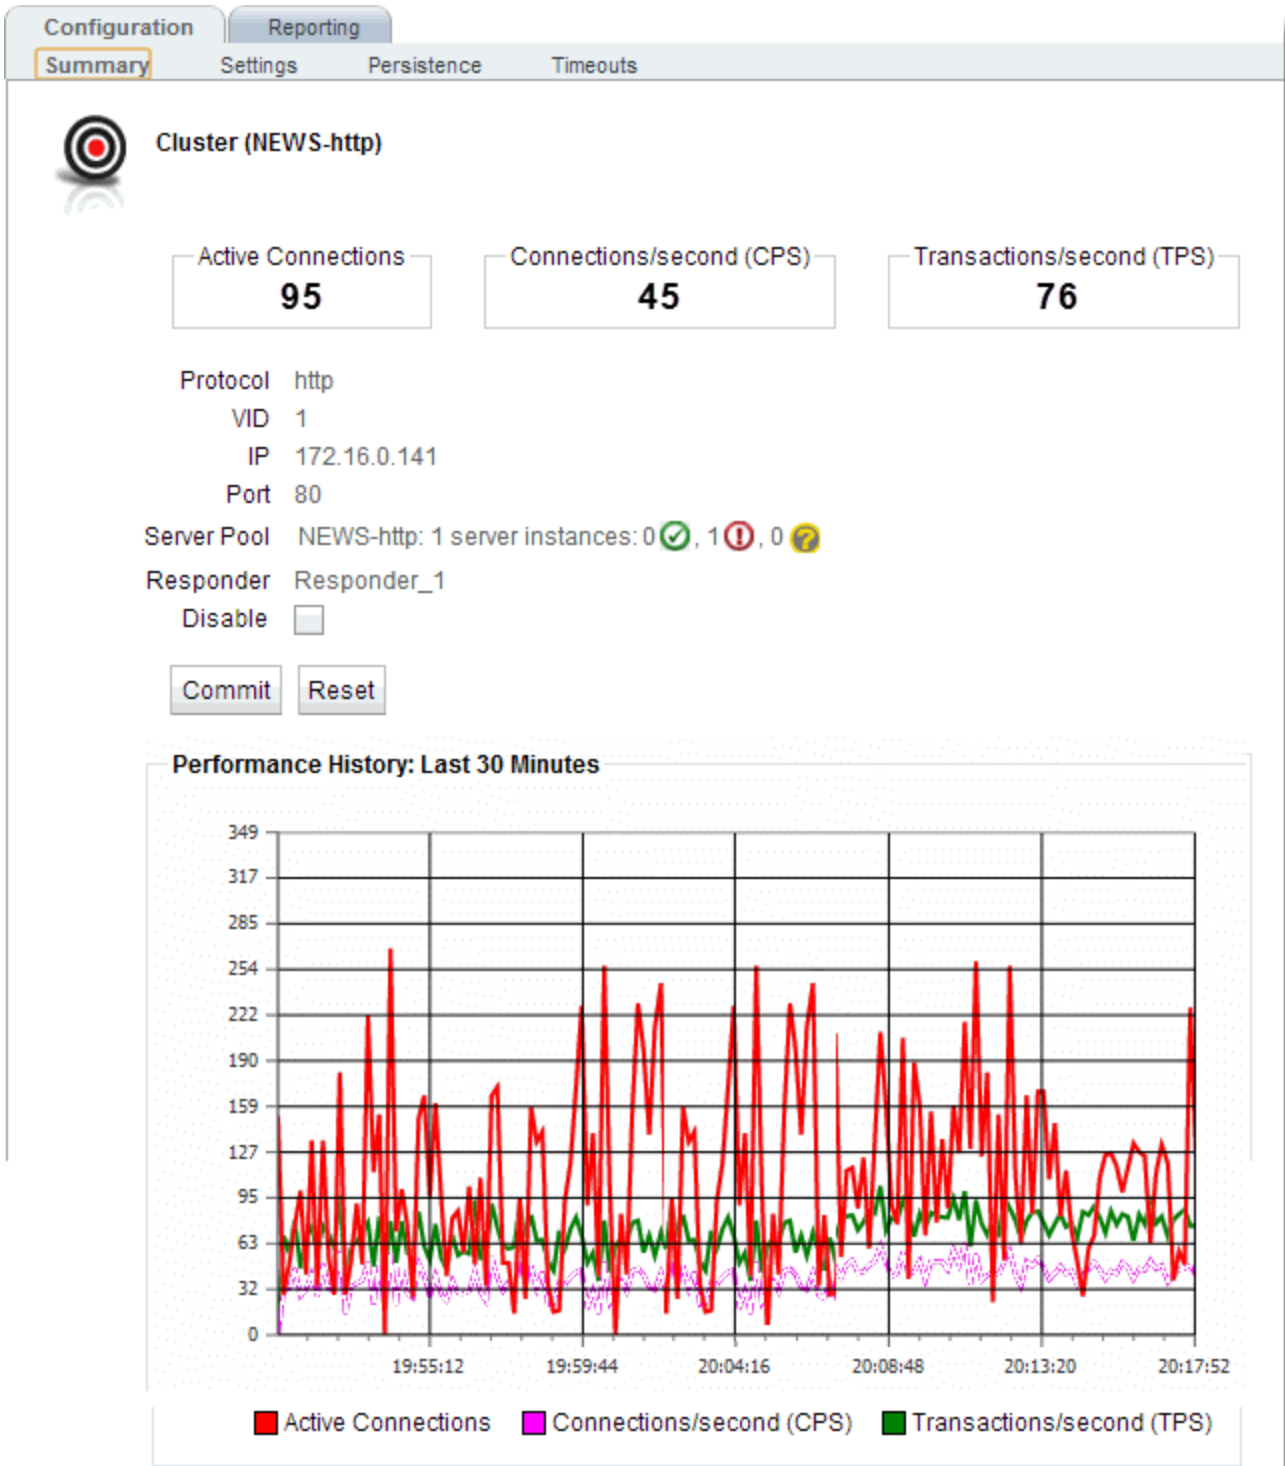 Configuration Reporting
Summary Settings Persistence Timeouts
Cluster (NEWS-http)
Active Connections Connections/second (CPS) Transactions/second (TPS)
95 45 76
Protocol http
VID 1
IP 172.16.0.141
Port 80
Server Pool NEWS-http: 1 server instances: 0 , 1 ! , 0 ?
Responder Responder_1
Disable
Commit Reset
Performance History: Last 30 Minutes
349
317
285
254
222
190
159
127
95
63
32
0
19:55:12 19:59:44 20:04:16 20:08:48 20:13:20 20:17:52
Active Connections Connections/second (CPS) Transactions/second (TPS)